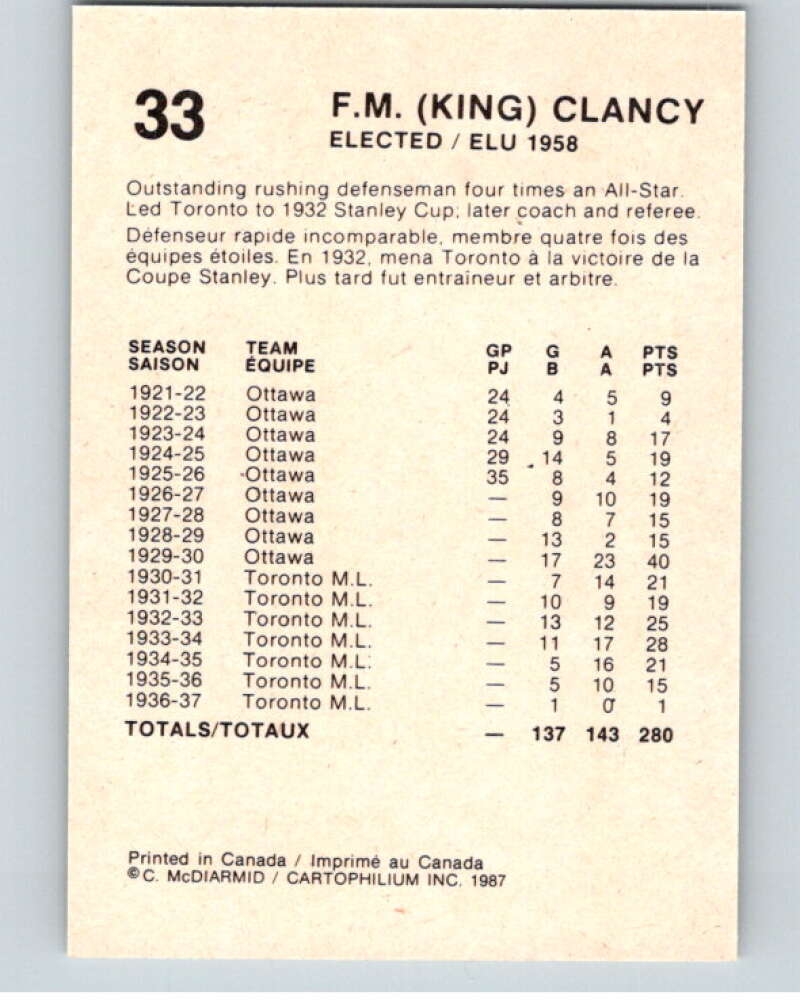 33 F.M. (KING) CLANCY
ELECTED / ELU 1958
Outstanding rushing defenseman four times an All-Star.
Led Toronto to 1932 Stanley Cup; later coach and referee.
Défenseur rapide incomparable, membre quatre fois des
équipes étoiles. En 1932, mena Toronto à la victoire de la
Coupe Stanley. Plus tard fut entraîneur et arbitre.
SEASON TEAM GP G A PTS
SAISON ÉQUIPE PJ B A PTS
1921-22 Ottawa 24 4 5 9
1922-23 Ottawa 24 3 1 4
1923-24 Ottawa 24 9 8 17
1924-25 Ottawa 29 14 5 19
1925-26 Ottawa 35 8 4 12
1926-27 Ottawa — 9 10 19
1927-28 Ottawa — 8 7 15
1928-29 Ottawa — 13 2 15
1929-30 Ottawa — 17 23 40
1930-31 Toronto M.L. — 7 14 21
1931-32 Toronto M.L. — 10 9 19
1932-33 Toronto M.L. — 13 12 25
1933-34 Toronto M.L. — 11 17 28
1934-35 Toronto M.L. — 5 16 21
1935-36 Toronto M.L. — 5 10 15
1936-37 Toronto M.L. — 1 0 1
TOTALS/TOTAUX — 137 143 280
Printed in Canada / Imprimé au Canada
©C. McDIARMID / CARTOPHILIUM INC. 1987